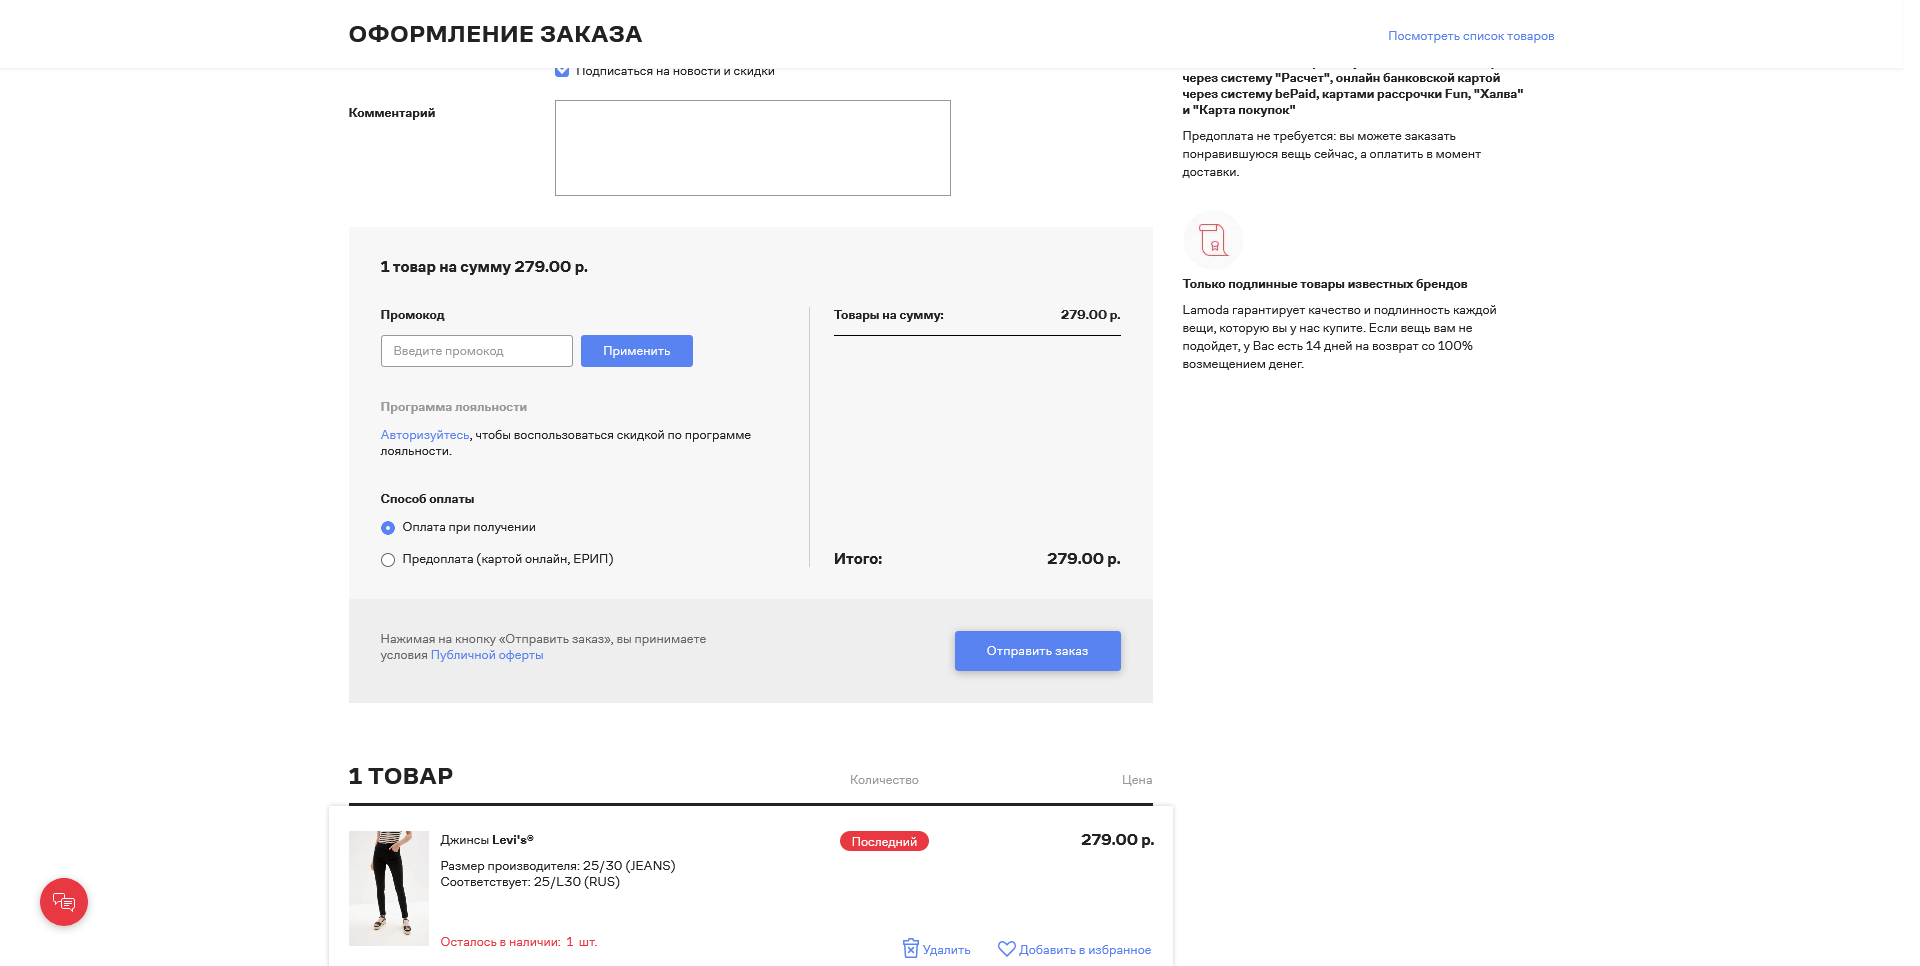 ОФОРМЛЕНИЕ ЗАКАЗА
Посмотреть список товаров
Подписаться на новости и скидки
Комментарий
через систему "Расчет", онлайн банковской картой
через систему bePaid, картами рассрочки Fun, "Халва"
и "Карта покупок"
Предоплата не требуется: вы можете заказать
понравившуюся вещь сейчас, а оплатить в момент
доставки.
Только подлинные товары известных брендов
Lamoda гарантирует качество и подлинность каждой
вещи, которую вы у нас купите. Если вещь вам не
подойдет, у Вас есть 14 дней на возврат со 100%
возмещением денег.
1 товар на сумму 279.00 р.
Промокод
Введите промокод
Применить
Программа лояльности
Авторизуйтесь, чтобы воспользоваться скидкой по программе
лояльности.
Способ оплаты
Оплата при получении
Предоплата (картой онлайн, ЕРИП)
Товары на сумму: 279.00 р.
Итого: 279.00 р.
Нажимая на кнопку «Отправить заказ», вы принимаете
условия Публичной оферты
Отправить заказ
1 ТОВАР
Количество
Цена
Джинсы Levi's®
Последний
279.00 р.
Размер производителя: 25/30 (JEANS)
Соответствует: 25/L30 (RUS)
Осталось в наличии: 1 шт.
Удалить
Добавить в избранное